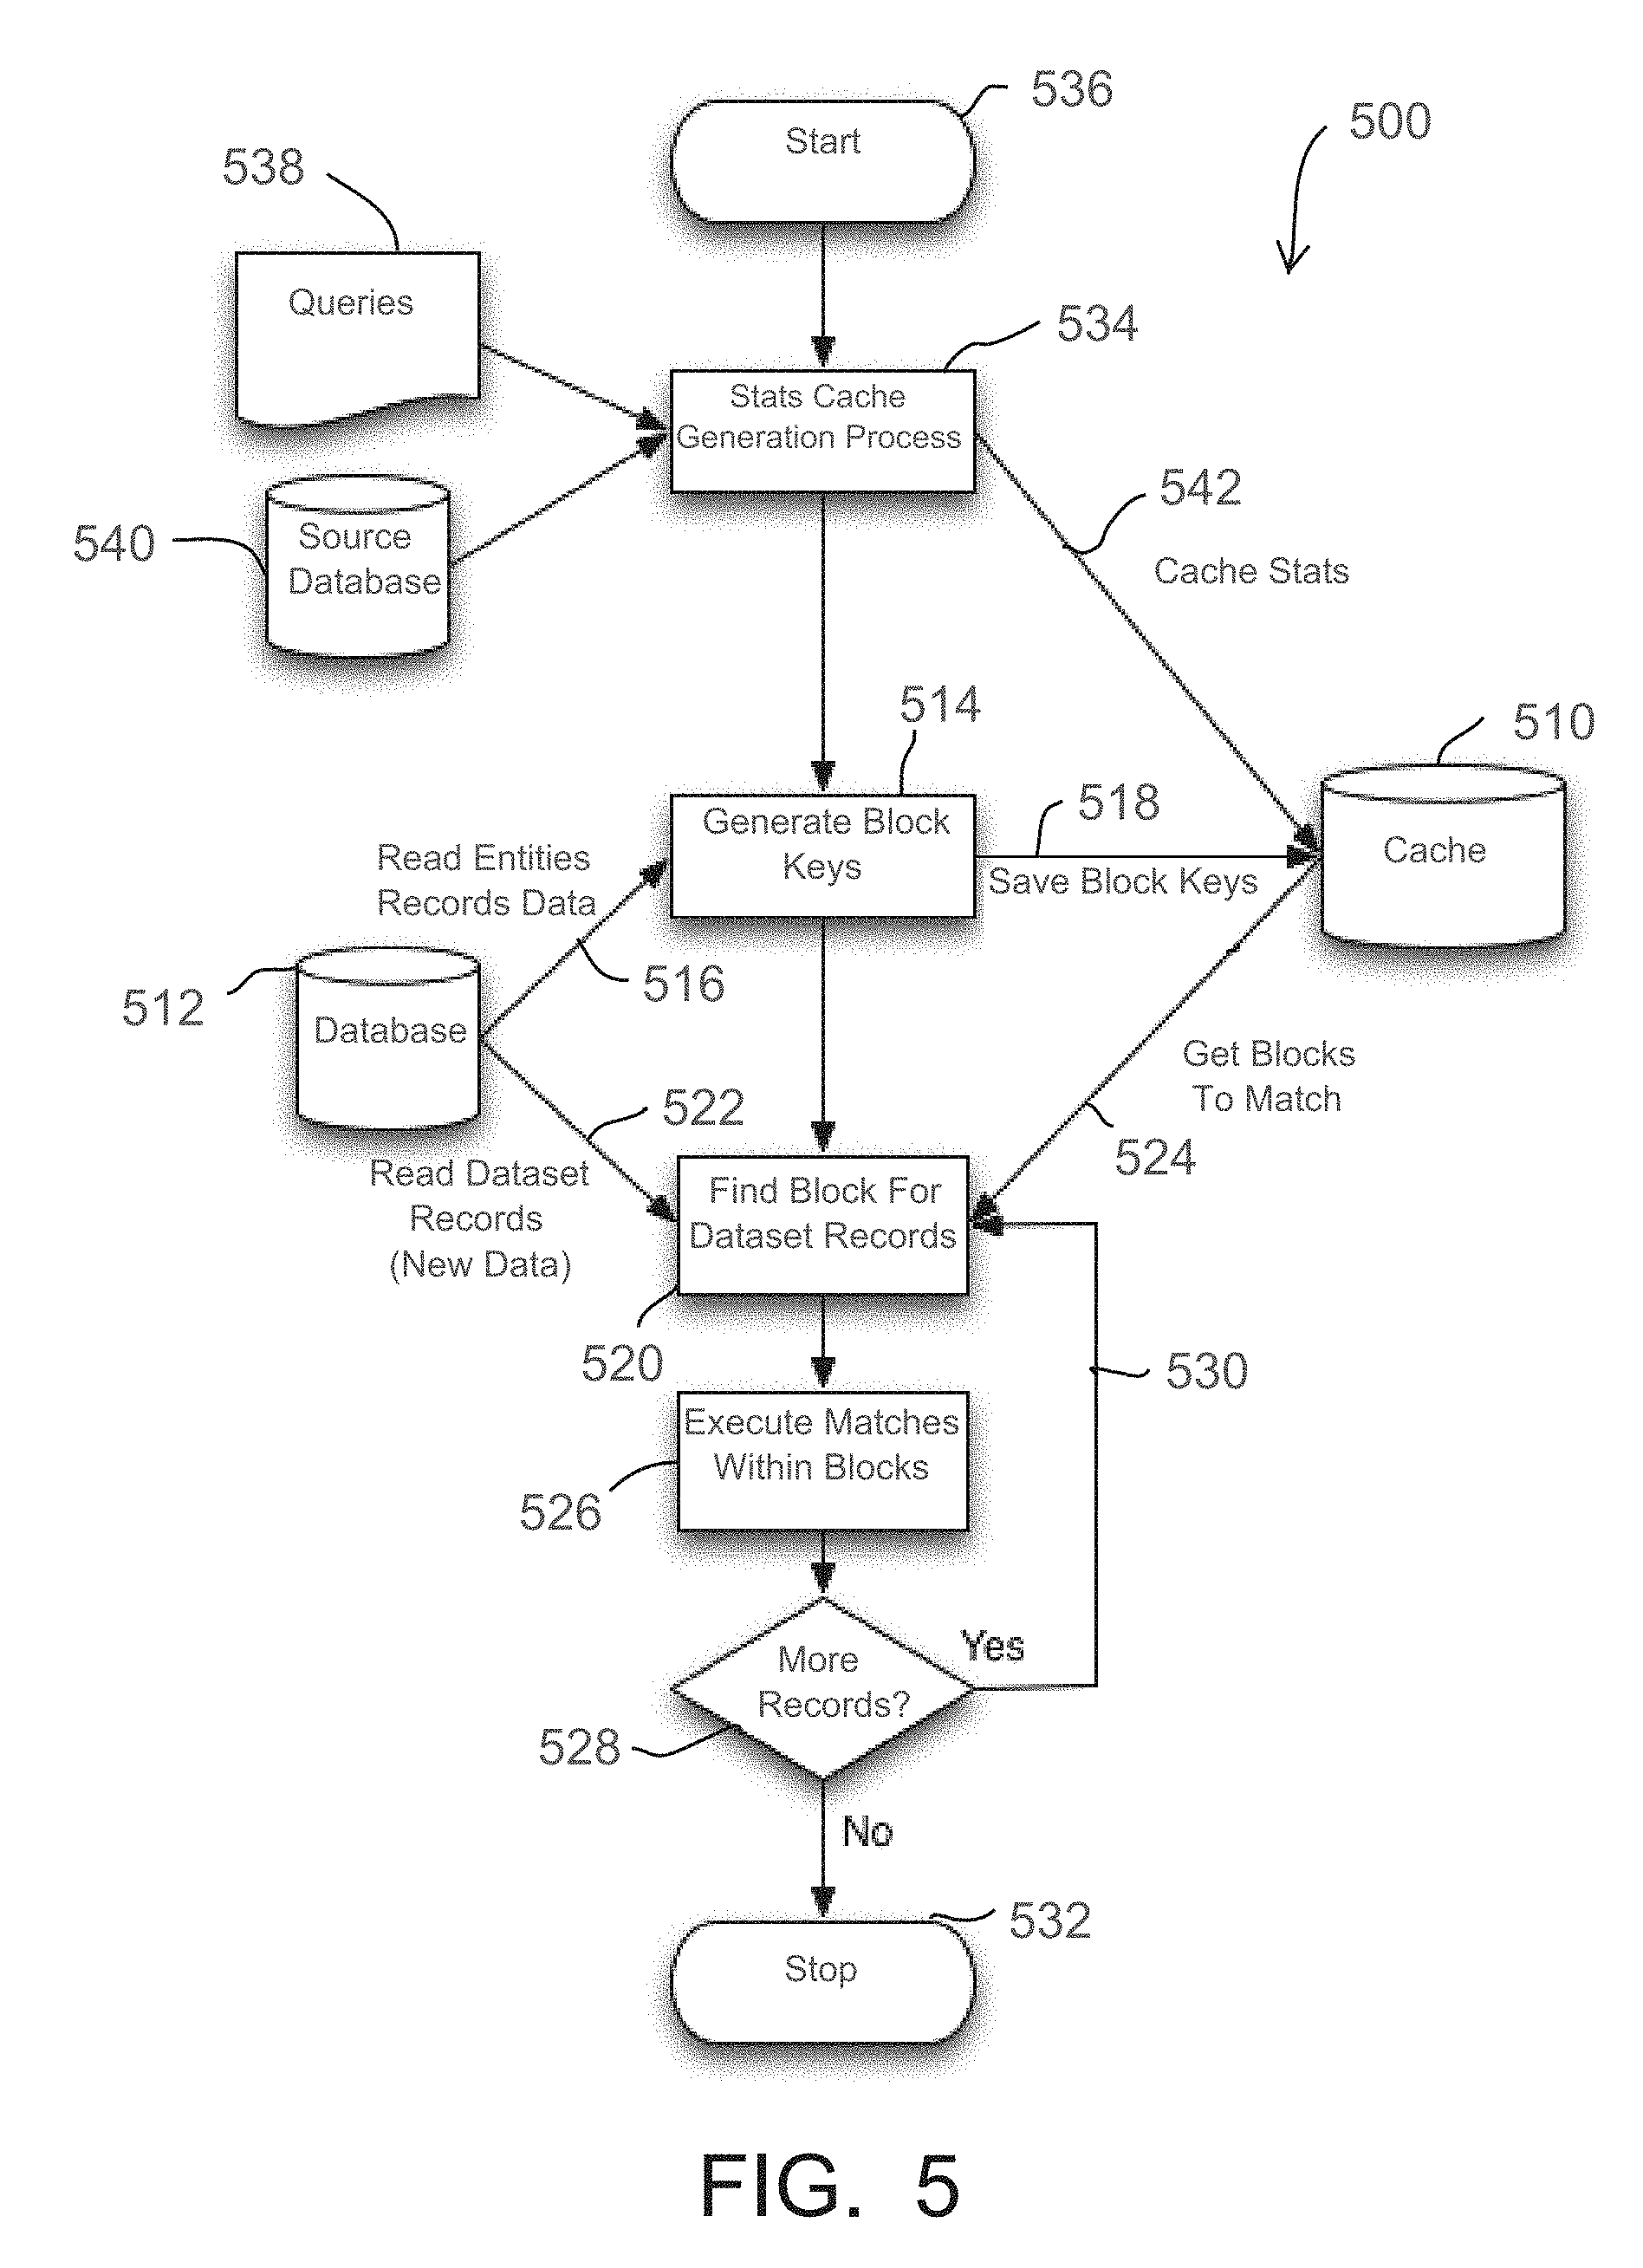 536
Start
500
538
Queries
534
Stats Cache
Generation Process
542
540
Source
Database
Cache Stats
514
510
Generate Block
Keys
518
Save Block Keys
Cache
Read Entities
Records Data
516
512
Database
522
Get Blocks
To Match
524
Read Dataset
Records
(New Data)
Find Block For
Dataset Records
520
530
Execute Matches
Within Blocks
526
More
Records?
Yes
528
No
532
Stop
FIG. 5